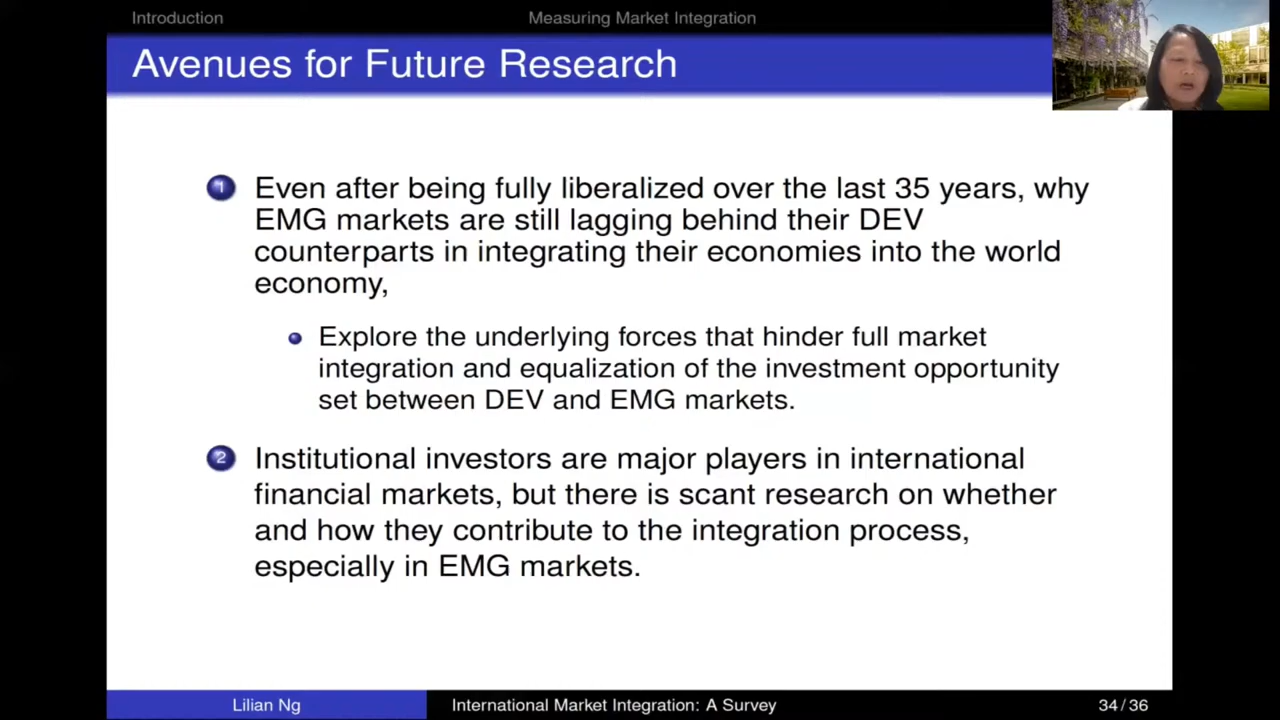 Introduction
Measuring Market Integration
Avenues for Future Research
1 Even after being fully liberalized over the last 35 years, why
EMG markets are still lagging behind their DEV
counterparts in integrating their economies into the world
economy,
Explore the underlying forces that hinder full market
integration and equalization of the investment opportunity
set between DEV and EMG markets.
2 Institutional investors are major players in international
financial markets, but there is scant research on whether
and how they contribute to the integration process,
especially in EMG markets.
Lilian Ng
International Market Integration: A Survey
34 / 36